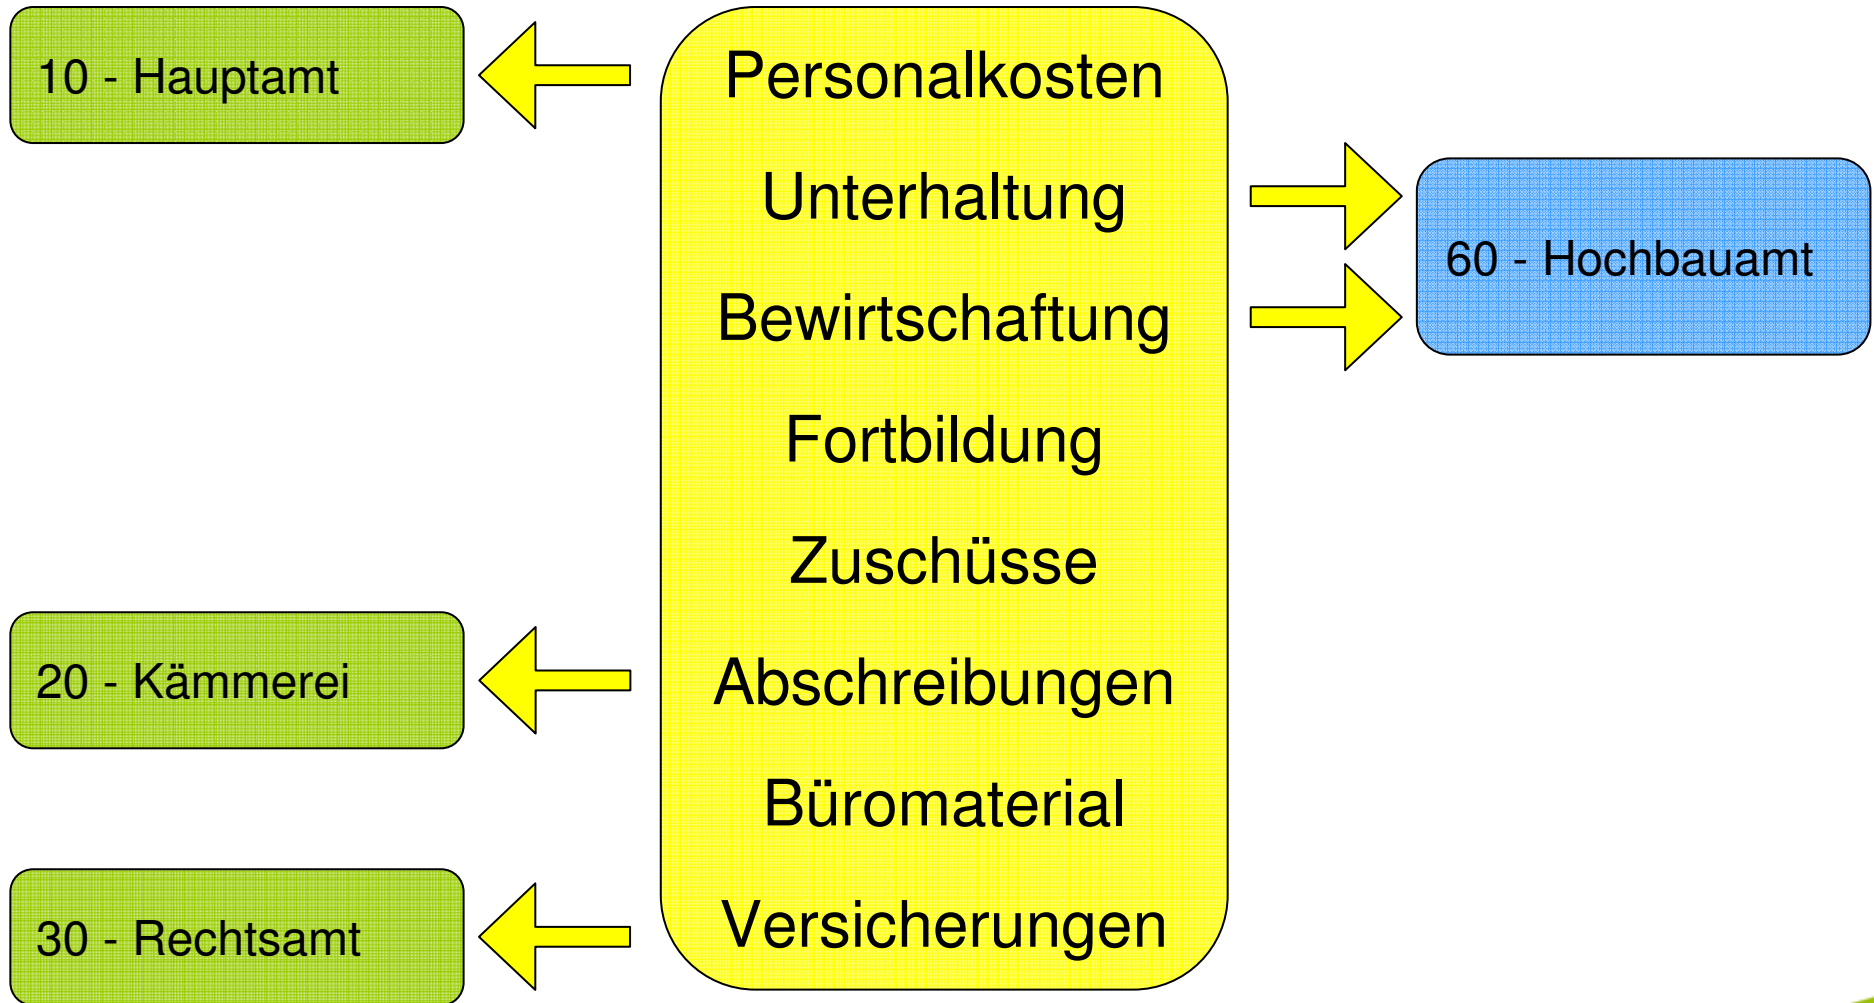 10 - Hauptamt
Personalkosten
Unterhaltung
60 - Hochbauamt
Bewirtschaftung
Fortbildung
Zuschüsse
20 - Kämmerei
Abschreibungen
Büromaterial
30 - Rechtsamt
Versicherungen